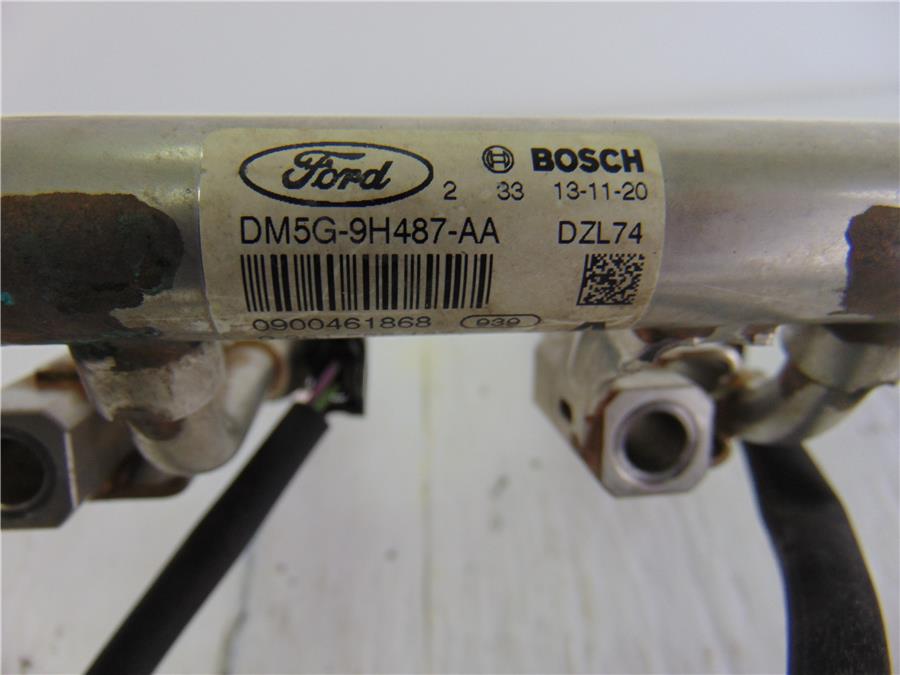 Ford BOSCH
2 33 13-11-20
DM5G-9H487-AA DZL74
0900461868 039